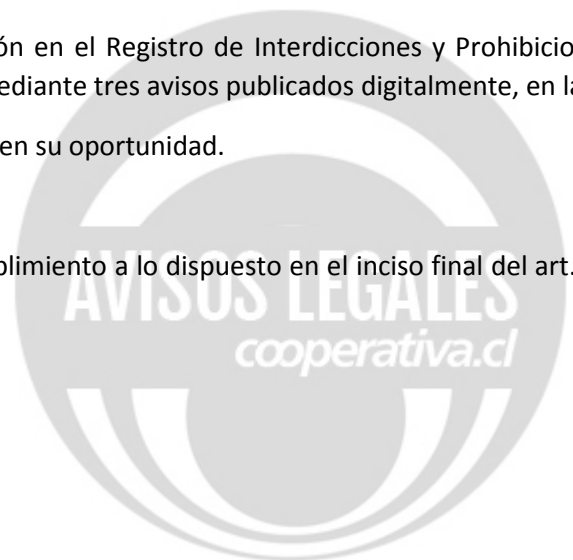 ón en el Registro de Interdicciones y Prohibicio
ediante tres avisos publicados digitalmente, en la
en su oportunidad.
plimiento a lo dispuesto en el inciso final del art.
AVISOS LEGALES
cooperativa.cl